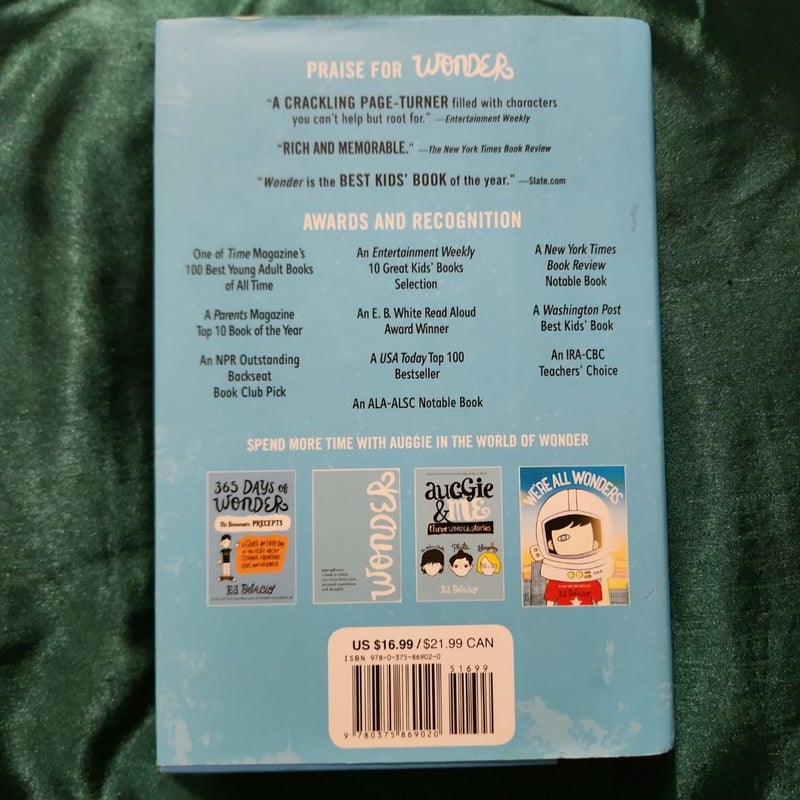 PRAISE FOR WONDER
"A CRACKLING PAGE-TURNER filled with characters
you can't help but root for." —Entertainment Weekly
"RICH AND MEMORABLE." —The New York Times Book Review
"Wonder is the BEST KIDS' BOOK of the year." —Slate.com
AWARDS AND RECOGNITION
One of Time Magazine's
100 Best Young Adult Books
of All Time
An Entertainment Weekly
10 Great Kids' Books
Selection
A New York Times
Book Review
Notable Book
A Parents Magazine
Top 10 Book of the Year
An E. B. White Read Aloud
Award Winner
A Washington Post
Best Kids' Book
An NPR Outstanding
Backseat
Book Club Pick
A USA Today Top 100
Bestseller
An IRA-CBC
Teachers' Choice
An ALA-ALSC Notable Book
SPEND MORE TIME WITH AUGGIE IN THE WORLD OF WONDER
365 DAYS of
WONDER
Mr. Browne's PRECEPTS
R.J. PALACIO
WONDER
auggie
& ME
three wonder stories
Pluto
R.J. PALACIO
WE'RE ALL WONDERS
R.J. PALACIO
US $16.99 / $21.99 CAN
ISBN 978-0-375-86902-0
51699
9 780375 869020